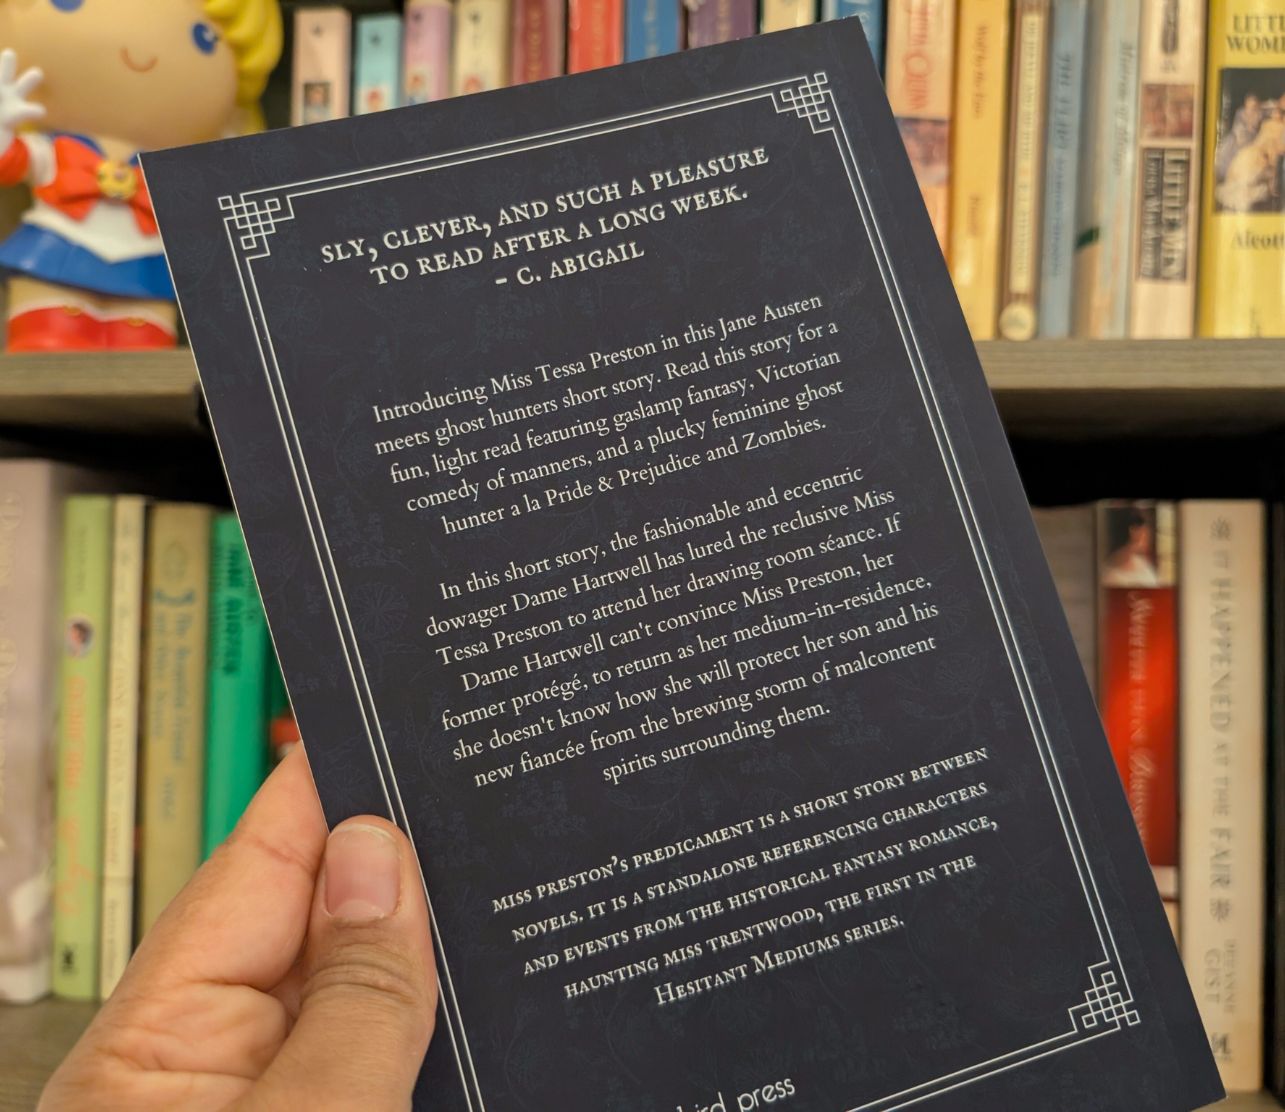 SLY, CLEVER, AND SUCH A PLEASURE
TO READ AFTER A LONG WEEK.
- C. ABIGAIL
Introducing Miss Tessa Preston in this Jane Austen
meets ghost hunters short story. Read this story for a
fun, light read featuring gaslamp fantasy, Victorian
comedy of manners, and a plucky feminine ghost
hunter a la Pride & Prejudice and Zombies.
In this short story, the fashionable and eccentric
dowager Dame Hartwell has lured the reclusive Miss
Tessa Preston to attend her drawing room séance. If
Dame Hartwell can't convince Miss Preston, her
former protégé, to return as her medium-in-residence,
she doesn't know how she will protect her son and his
new fiancée from the brewing storm of malcontent
spirits surrounding them.
MISS PRESTON'S PREDICAMENT IS A SHORT STORY BETWEEN
NOVELS. IT IS A STANDALONE REFERENCING CHARACTERS
AND EVENTS FROM THE HISTORICAL FANTASY ROMANCE,
HAUNTING MISS TRENTWOOD, THE FIRST IN THE
HESITANT MEDIUMS SERIES.
bird press
LITTLE
WOMEN
Alcott
LITTLE MEN
IT HAPPENED AT THE FAIR
GIST